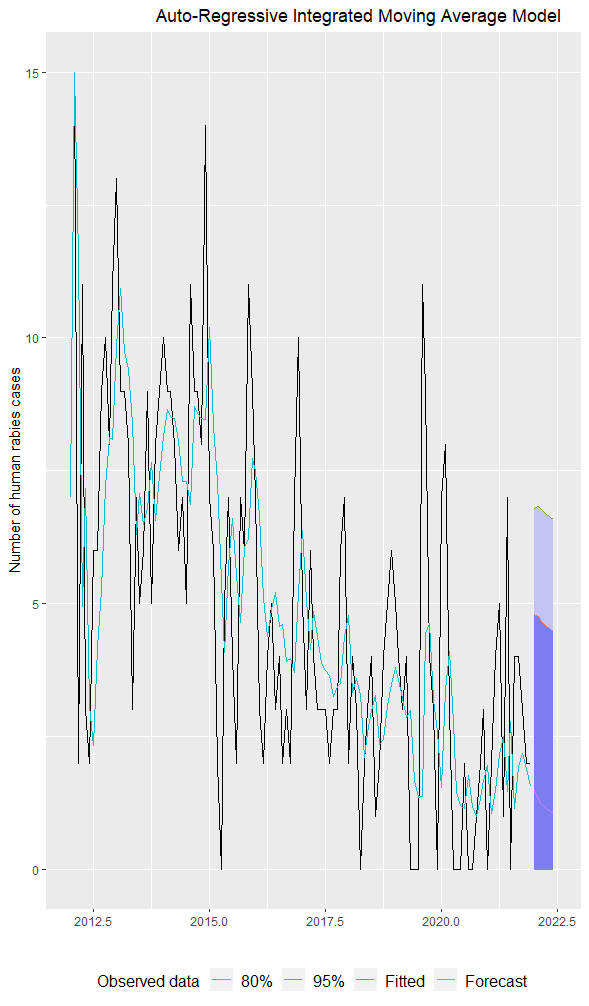 Auto-Regressive Integrated Moving Average Model
Number of human rabies cases
15
10
5
0
2012.5 2015.0 2017.5 2020.0 2022.5
Observed data 80% 95% Fitted Forecast